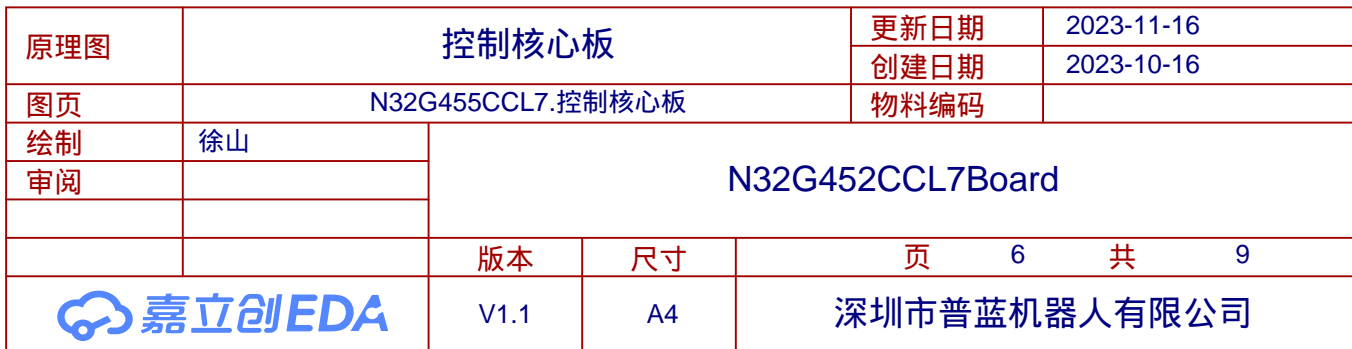 原理图 控制核心板 更新日期 2023-11-16
创建日期 2023-10-16
图页 N32G455CCL7.控制核心板 物料编码
绘制 徐山
审阅 N32G452CCL7Board
版本 尺寸 页 6 共 9
嘉立创EDA V1.1 A4 深圳市普蓝机器人有限公司